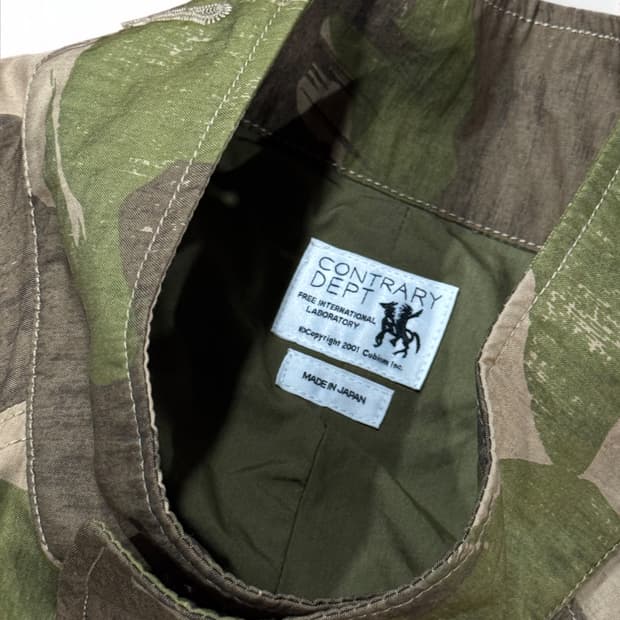 CONTRARY
DEPT
FREE INTERNATIONAL
LABORATORY
©Copyright 2001 Cubism Inc.
MADE IN JAPAN